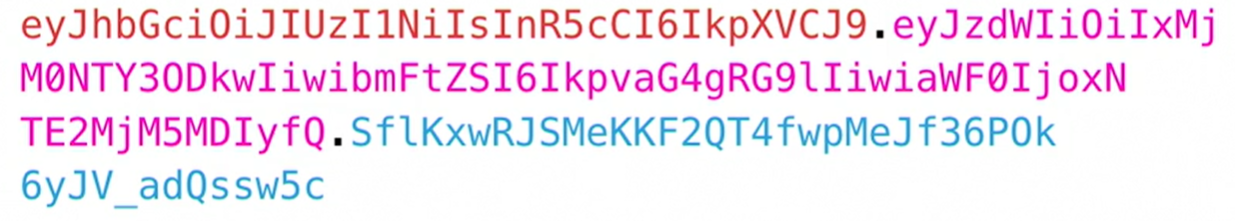 eyJhbGciOiJIUzI1NiIsInR5cCI6IkpXVCJ9.eyJzdWIiOiIxMj
M0NTY3ODkwIiwibmFtZSI6IkpvaG4gRG9lIiwiaWF0IjoxN
TE2MjM5MDIyfQ.SflKxwRJSMeKKF2QT4fwpMeJf36POk
6yJV_adQssw5c